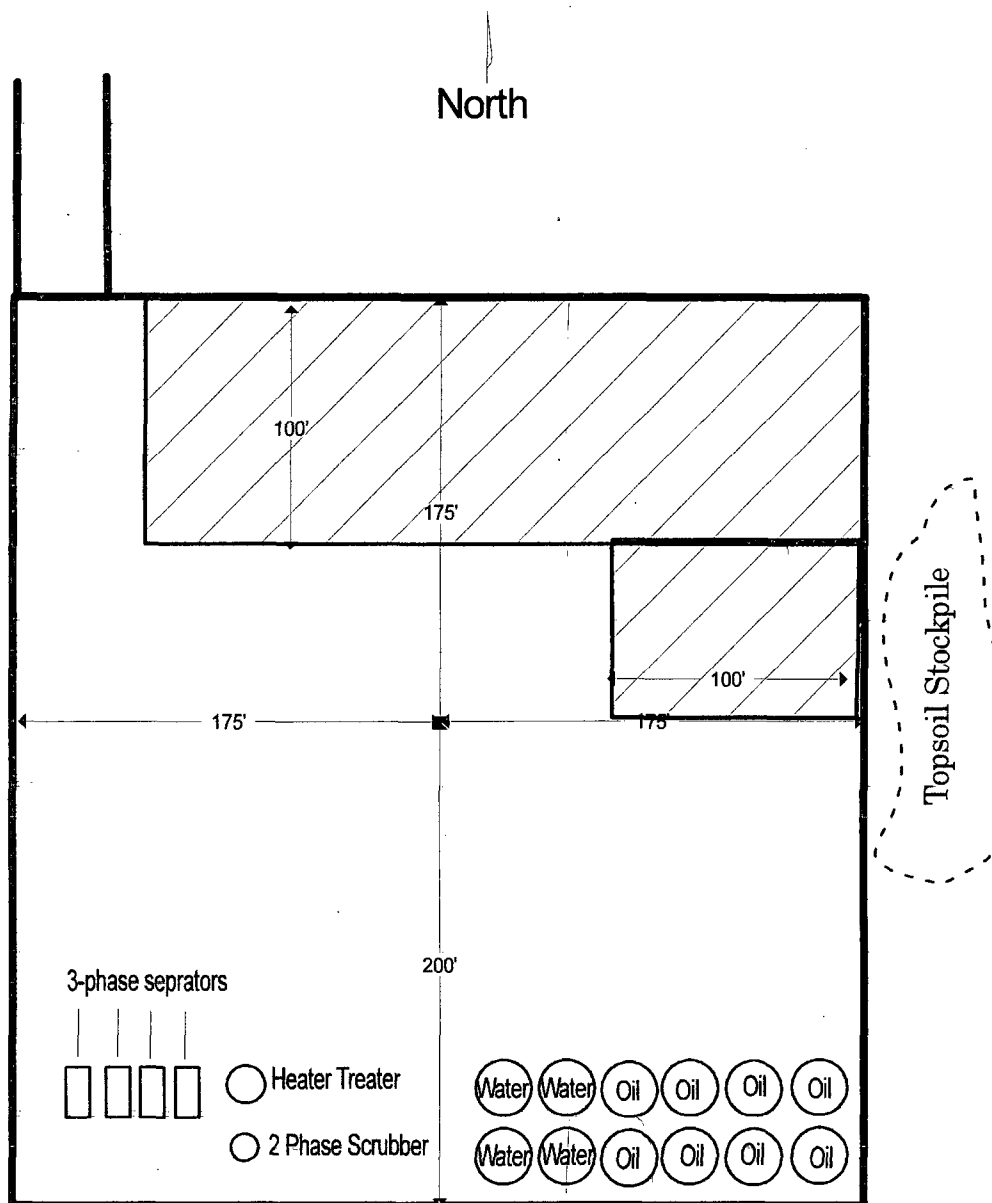 North
100'
175'
Topsoil Stockpile
100'
175'
175'
200'
3-phase seprators
Heater Treater
Water Water Oil Oil Oil Oil
2 Phase Scrubber
Water Water Oil Oil Oil Oil